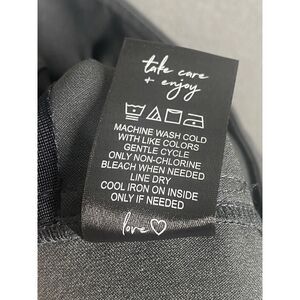 take care
+ enjoy
MACHINE WASH COLD
WITH LIKE COLORS
GENTLE CYCLE
ONLY NON-CHLORINE
BLEACH WHEN NEEDED
LINE DRY
COOL IRON ON INSIDE
ONLY IF NEEDED
love